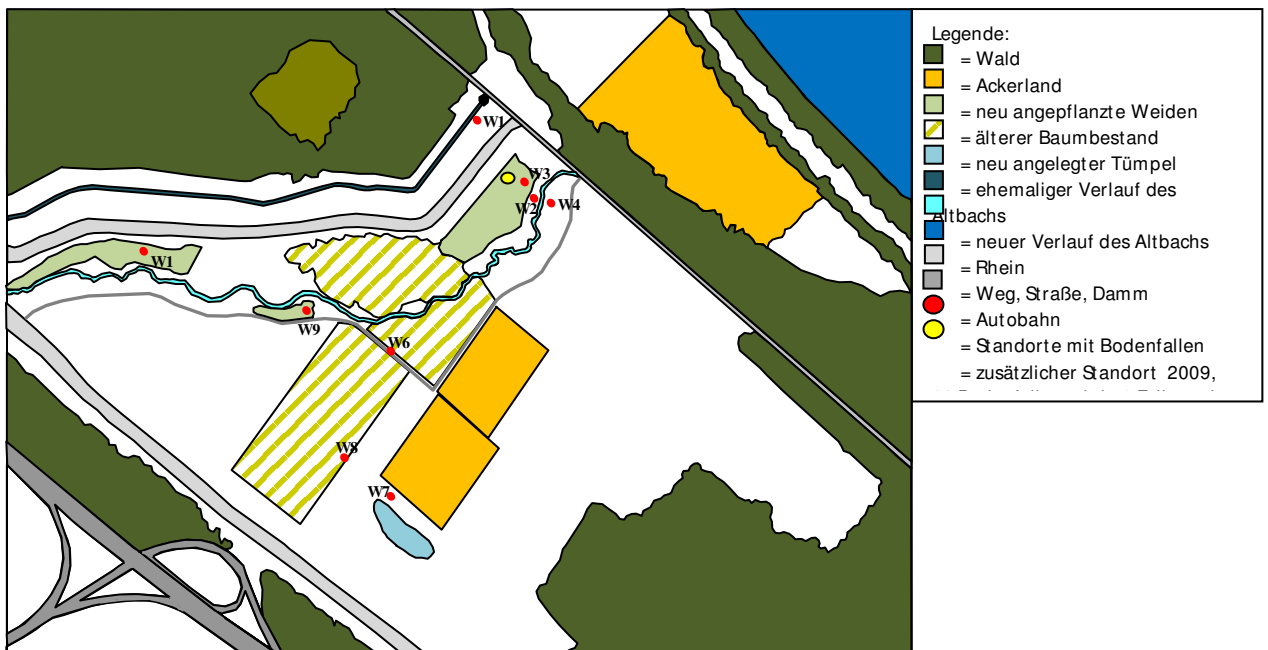 Legende:
= Wald
= Ackerland
= neu angepflanzte Weiden
= älterer Baumbestand
= neu angelegter Tümpel
= ehemaliger Verlauf des
Altbachs
= neuer Verlauf des Altbachs
= Rhein
= Weg, Straße, Damm
= Autobahn
= Standorte mit Bodenfallen
= zusätzlicher Standort 2009,
W1
W3
W2
W4
W1
W9
W6
W8
W7